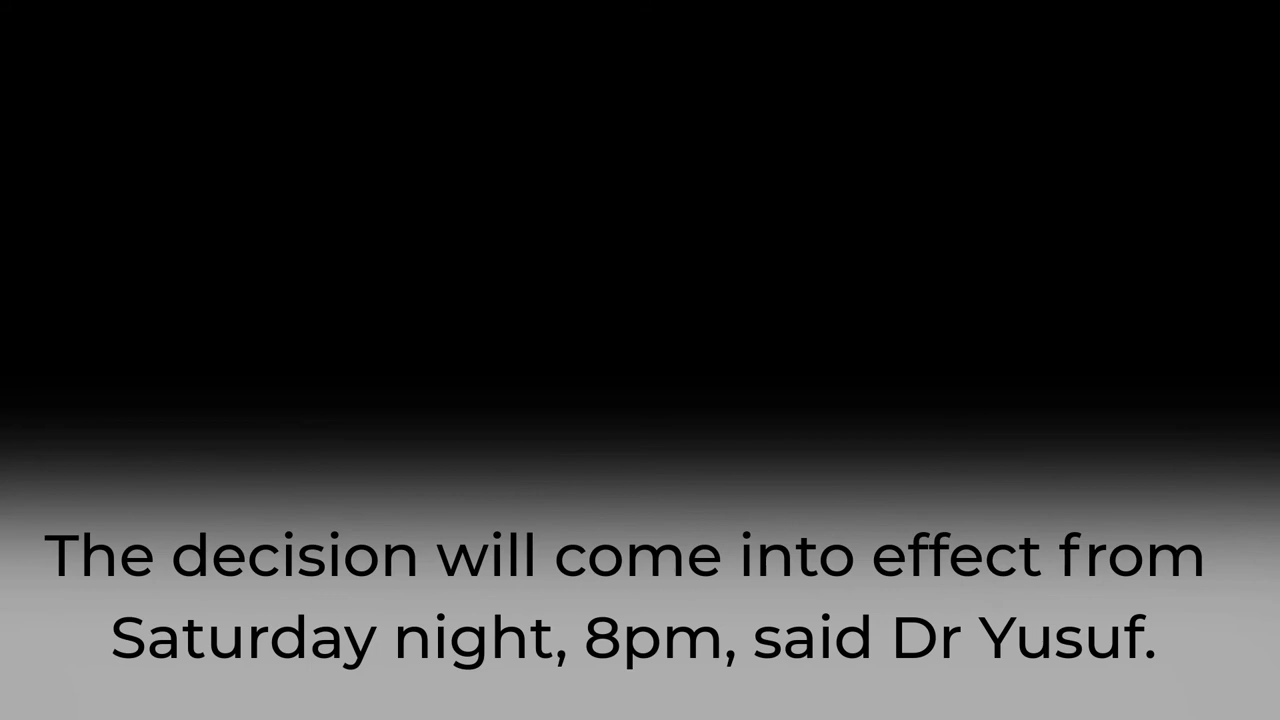 The decision will come into effect from
Saturday night, 8pm, said Dr Yusuf.